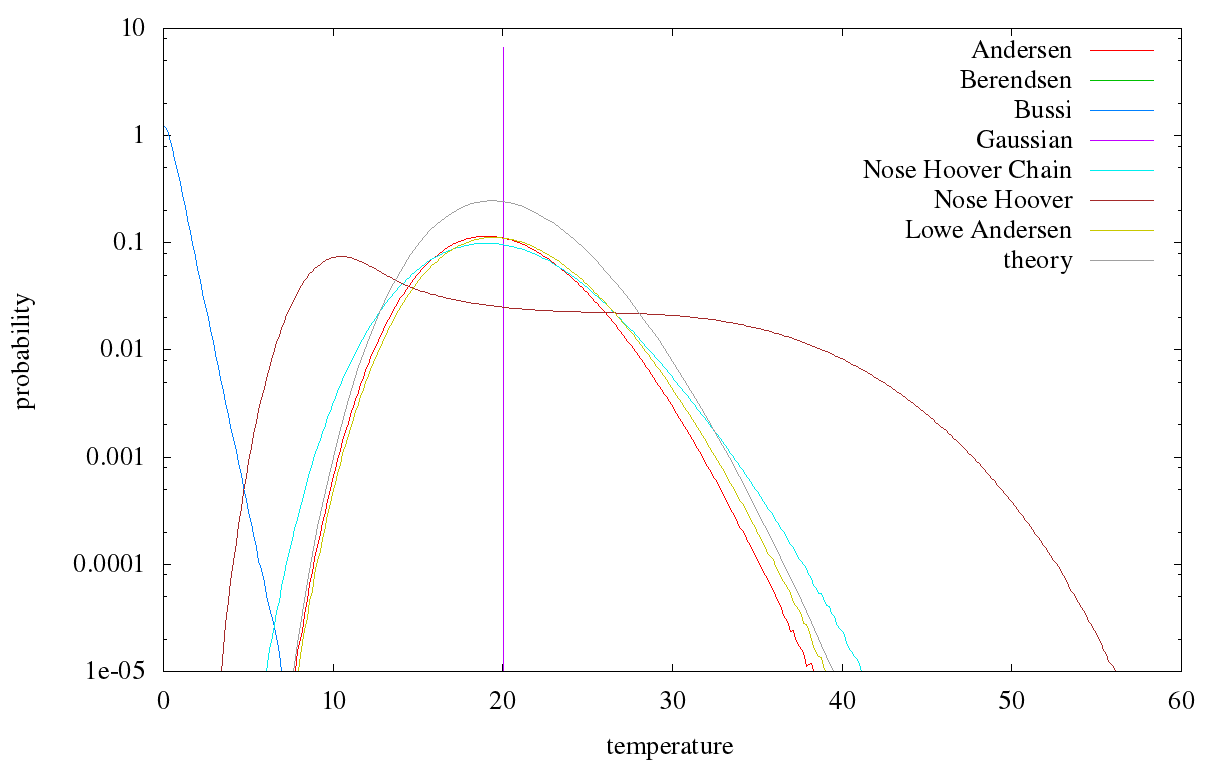 10
1
0.1
0.01
0.001
0.0001
1e-05
0
10
20
30
40
50
60
probability
temperature
Andersen
Berendsen
Bussi
Gaussian
Nose Hoover Chain
Nose Hoover
Lowe Andersen
theory